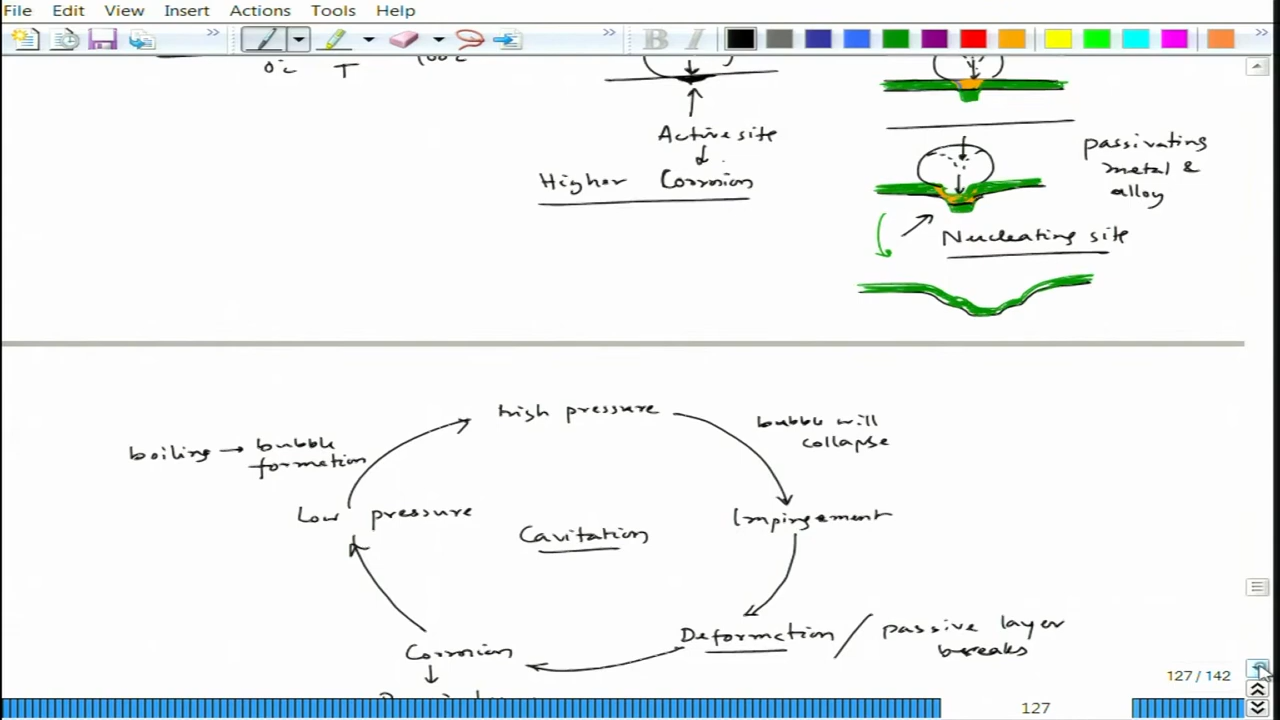 File Edit View Insert Actions Tools Help
B I
0°c T 100°c
Active site
Higher Corrosion
passivating
metal &
alloy
Nucleating site
high pressure
bubble will
collapse
boiling → bubble
formation
Low pressure
Impingement
Cavitation
Deformation / passive layer
breaks
Corrosion
127 / 142
127